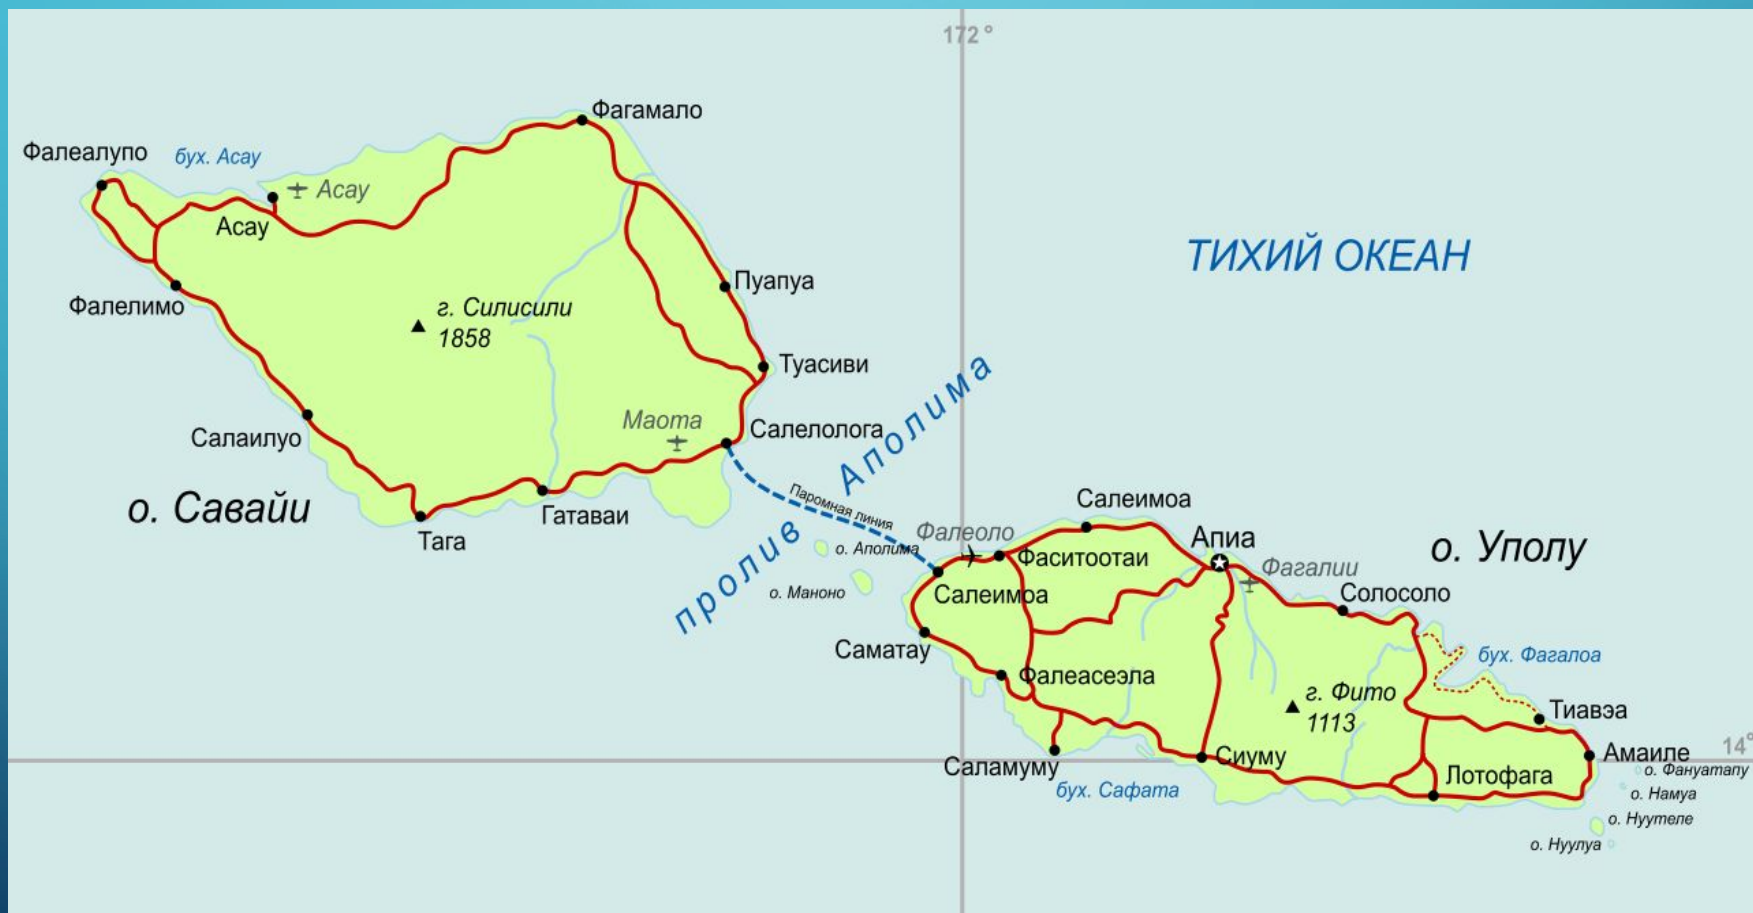 172°
Фагамало
Фалеалупо
бух. Асау
Асау
Асау
ТИХИЙ ОКЕАН
Пуапуа
Фалелимо
г. Силисили
1858
Туасиви
Маота
Салелолога
Салаилуо
пролив Аполима
Паромная линия
о. Савайи
Гатаваи
Тага
Салеимоа
Фалеоло
Апиа
о. Уполу
о. Аполима
Фаситоотаи
Фагалии
о. Маноно
Салеимоа
Солосоло
Саматау
бух. Фагалоа
Фалеасеэла
г. Фито
1113
Тиавэа
14°
Саламуму
Сиуму
Амаиле
о. Фануатапу
Лотофага
бух. Сафата
о. Намуа
о. Нуутеле
о. Нуулуа